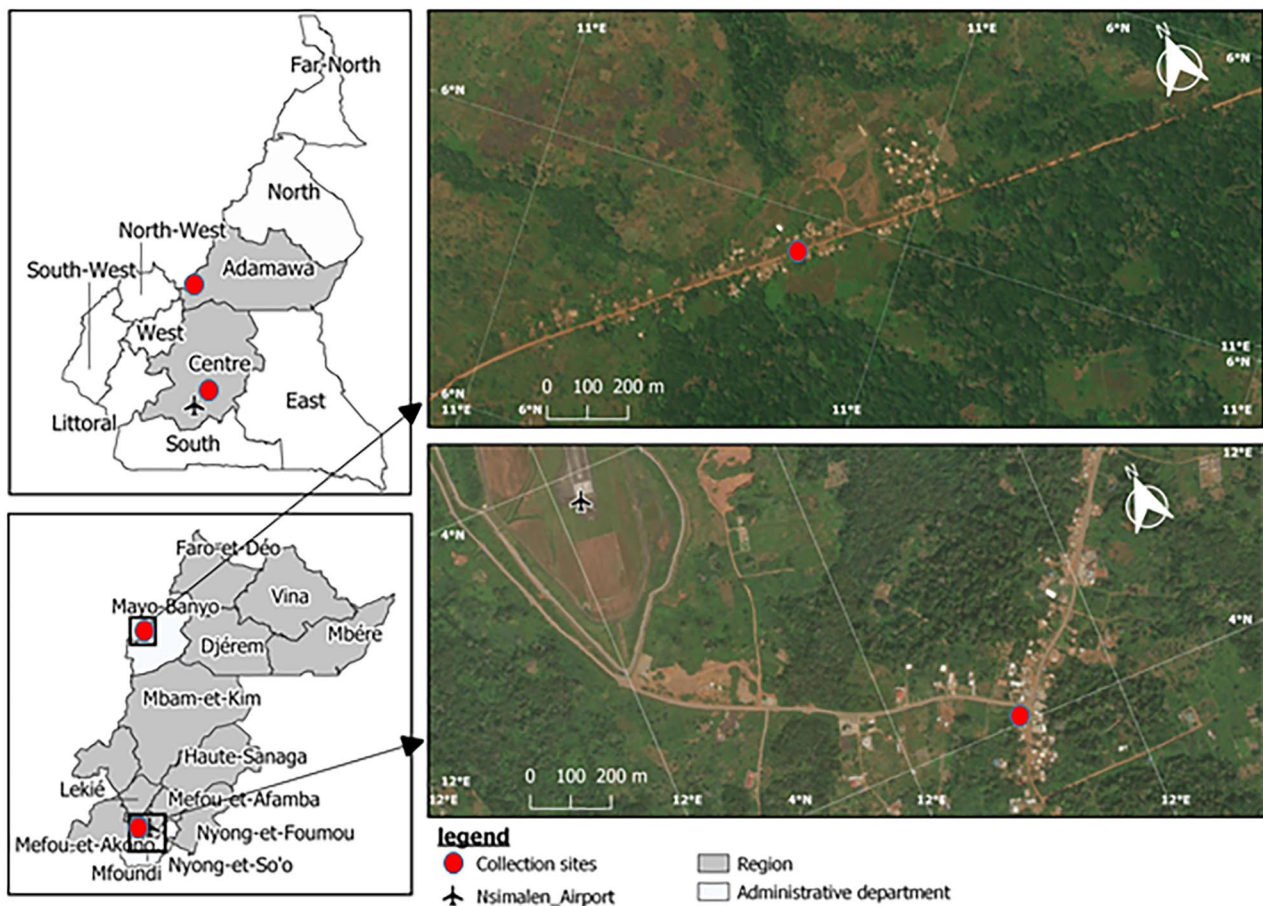 Far-North
North
North-West
Adamawa
South-West
West
Centre
East
Littoral
South
11°E
11°E
6°N
6°N
6°N
11°E
6°N
0 100 200 m
6°N
11°E
6°N
11°E
11°E
Faro-et-Déo
Vina
Mayo-Banyo
Mbére
Djérem
Mbam-et-Kim
Haute-Sanaga
Lekié
Mefou-et-Afamba
Nyong-et-Foumou
Mefou-et-Akono
Nyong-et-So'o
Mfoundi
12°E
N
4°N
4°N
0 100 200 m
12°E
12°E
12°E
4°N
12°E
12°E
N
legend
Collection sites
Region
Nsimalen_Airport
Administrative department